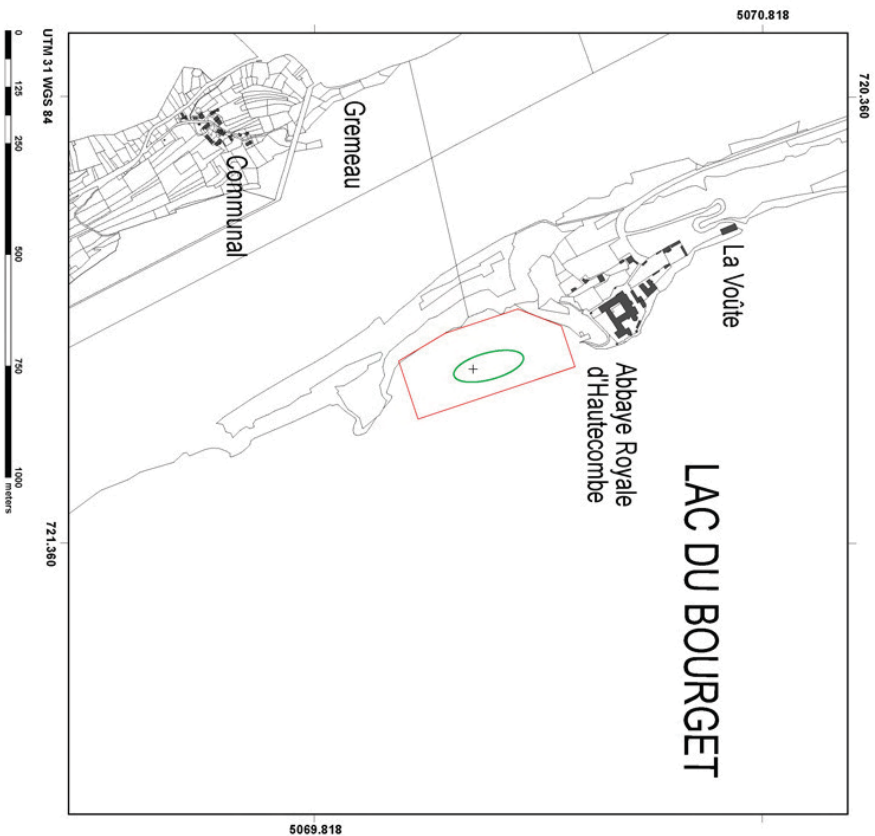 5070.818
720.360
UTM 31 WGS 84
0
125
250
500
750
1000
meters
Gremeau
Communal
La Voûte
Abbaye Royale
d'Hautecombe
LAC DU BOURGET
721.360
5069.818